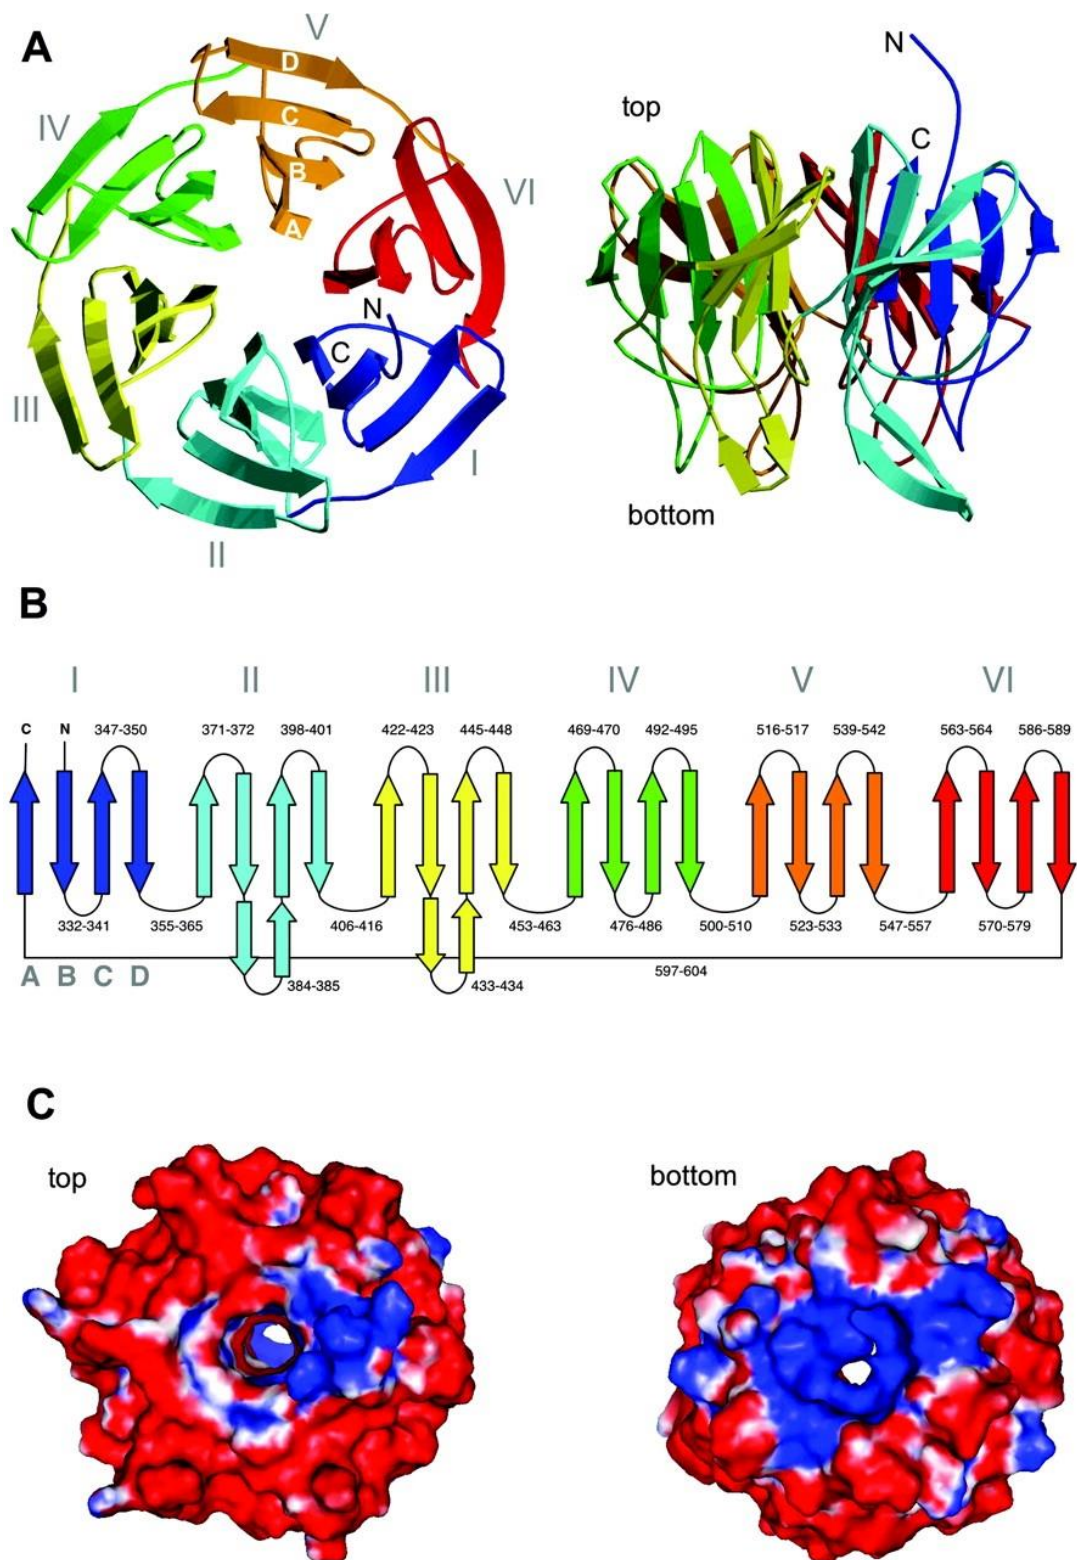 A
V
D
C
B
A
IV
VI
N
C
III
I
II
N
top
C
bottom
B
I II III IV V VI
C N 347-350 371-372 398-401 422-423 445-448 469-470 492-495 516-517 539-542 563-564 586-589
332-341 355-365 406-416 453-463 476-486 500-510 523-533 547-557 570-579
A B C D 384-385 433-434 597-604
C
top
bottom